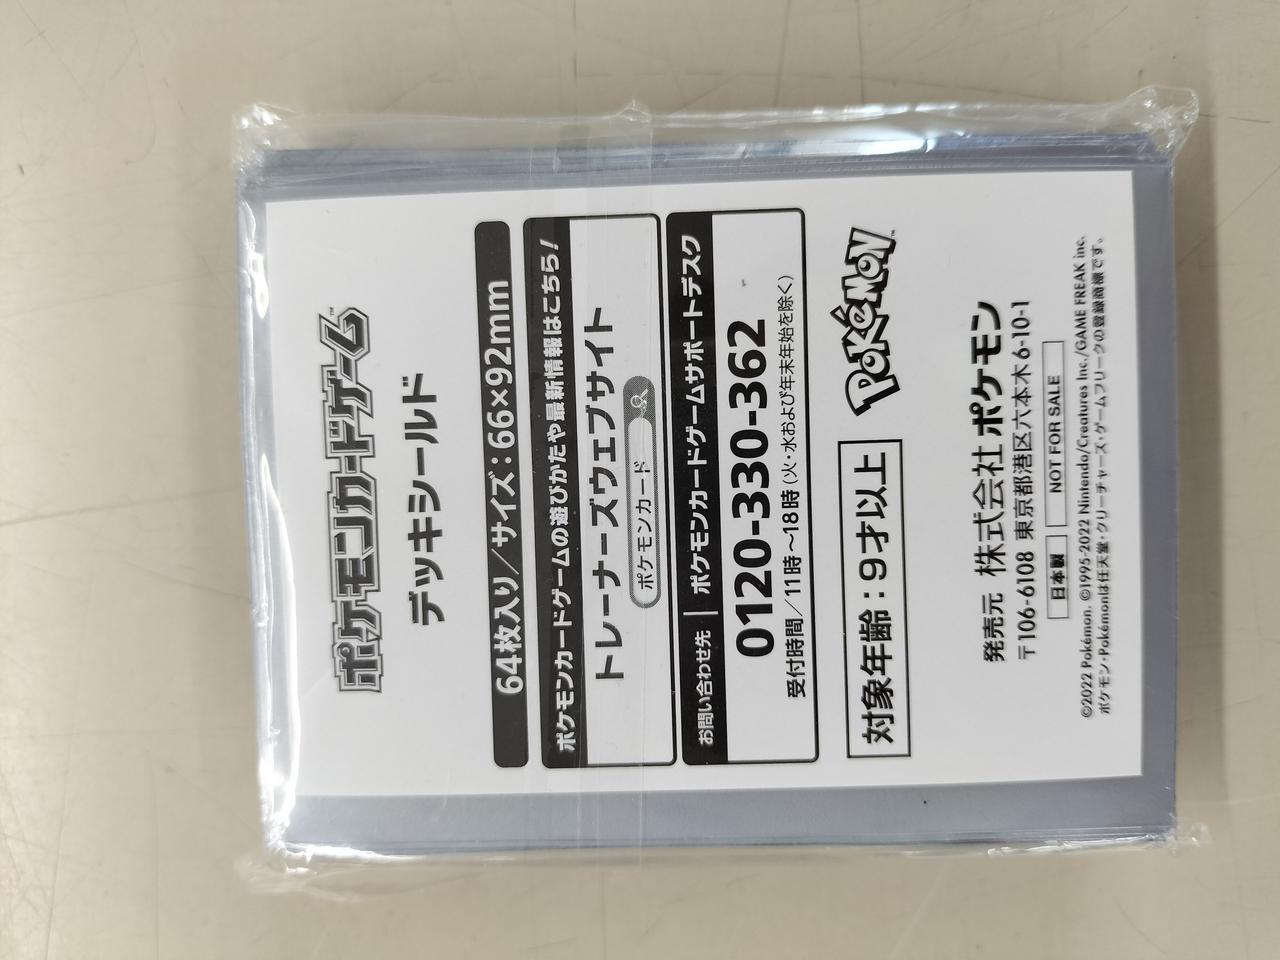 ポケモンカードゲーム™
デッキシールド
64枚入り／サイズ：66×92mm
ポケモンカードゲームの遊びかたや最新情報はこちら！
トレーナーズウェブサイト
ポケモンカード
お問い合わせ先｜ポケモンカードゲームサポートデスク
0120-330-362
受付時間／11時～18時（火・水および年末年始を除く）
対象年齢：9才以上
Pokémon™
発売元 株式会社ポケモン
〒106-6108 東京都港区六本木6-10-1
日本製 NOT FOR SALE
©2022 Pokémon. ©1995-2022 Nintendo/Creatures Inc./GAME FREAK inc.
ポケモン・Pokémonは任天堂・クリーチャーズ・ゲームフリークの登録商標です。